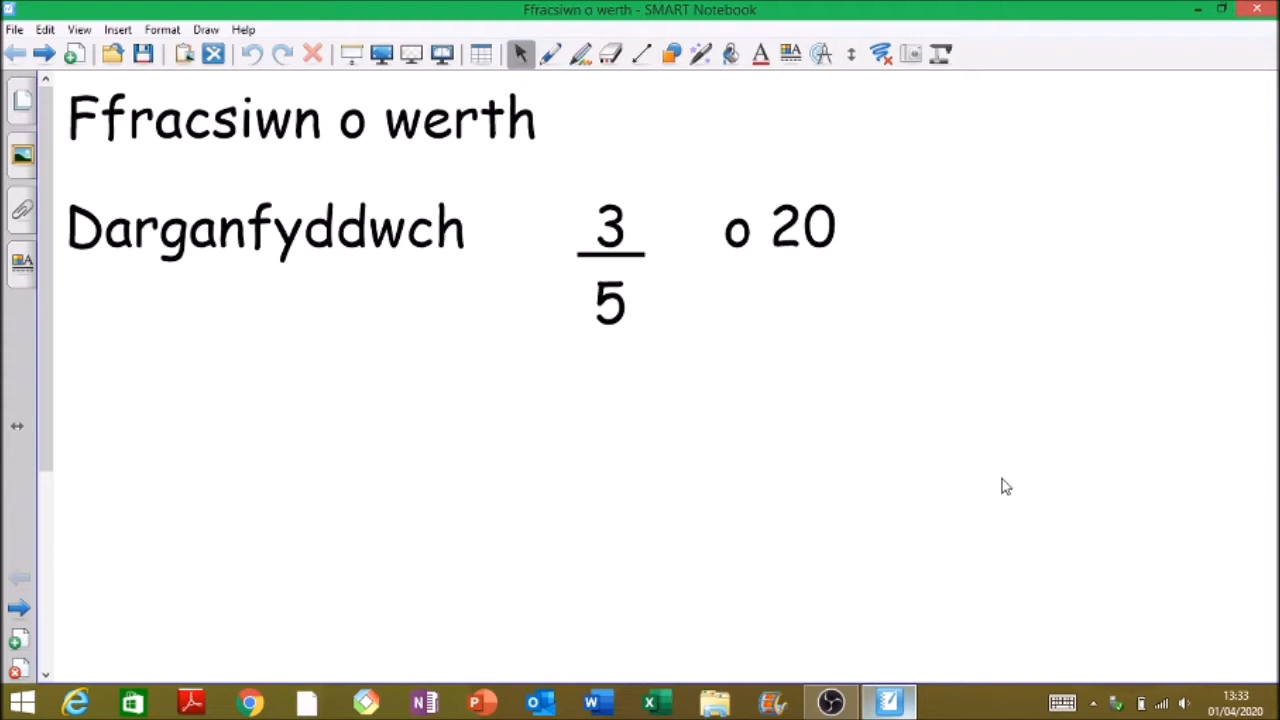 Ffracsiwn o werth - SMART Notebook
File Edit View Insert Format Draw Help
Ffracsiwn o werth
Darganfyddwch 3 o 20
5
13:33
01/04/2020